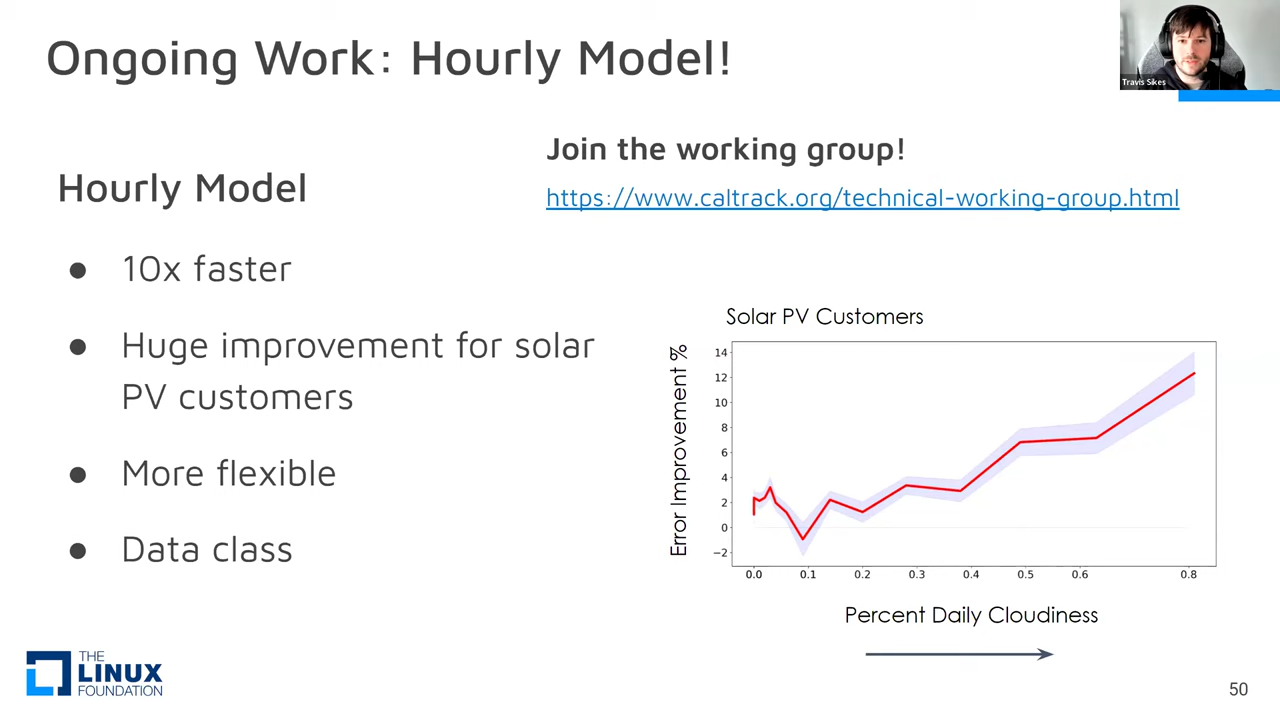 Ongoing Work: Hourly Model!
Travis Sikes
Join the working group!
https://www.caltrack.org/technical-working-group.html
Hourly Model
● 10x faster
● Huge improvement for solar
PV customers
● More flexible
● Data class
Solar PV Customers
Error Improvement %
14
12
10
8
6
4
2
0
−2
0.0 0.1 0.2 0.3 0.4 0.5 0.6 0.8
Percent Daily Cloudiness
THE
LINUX
FOUNDATION
50